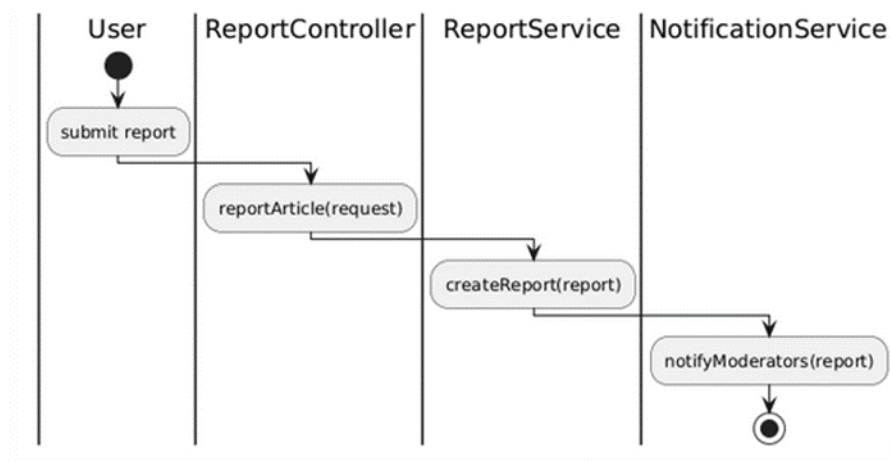 User
ReportController
ReportService
NotificationService
submit report
reportArticle(request)
createReport(report)
notifyModerators(report)